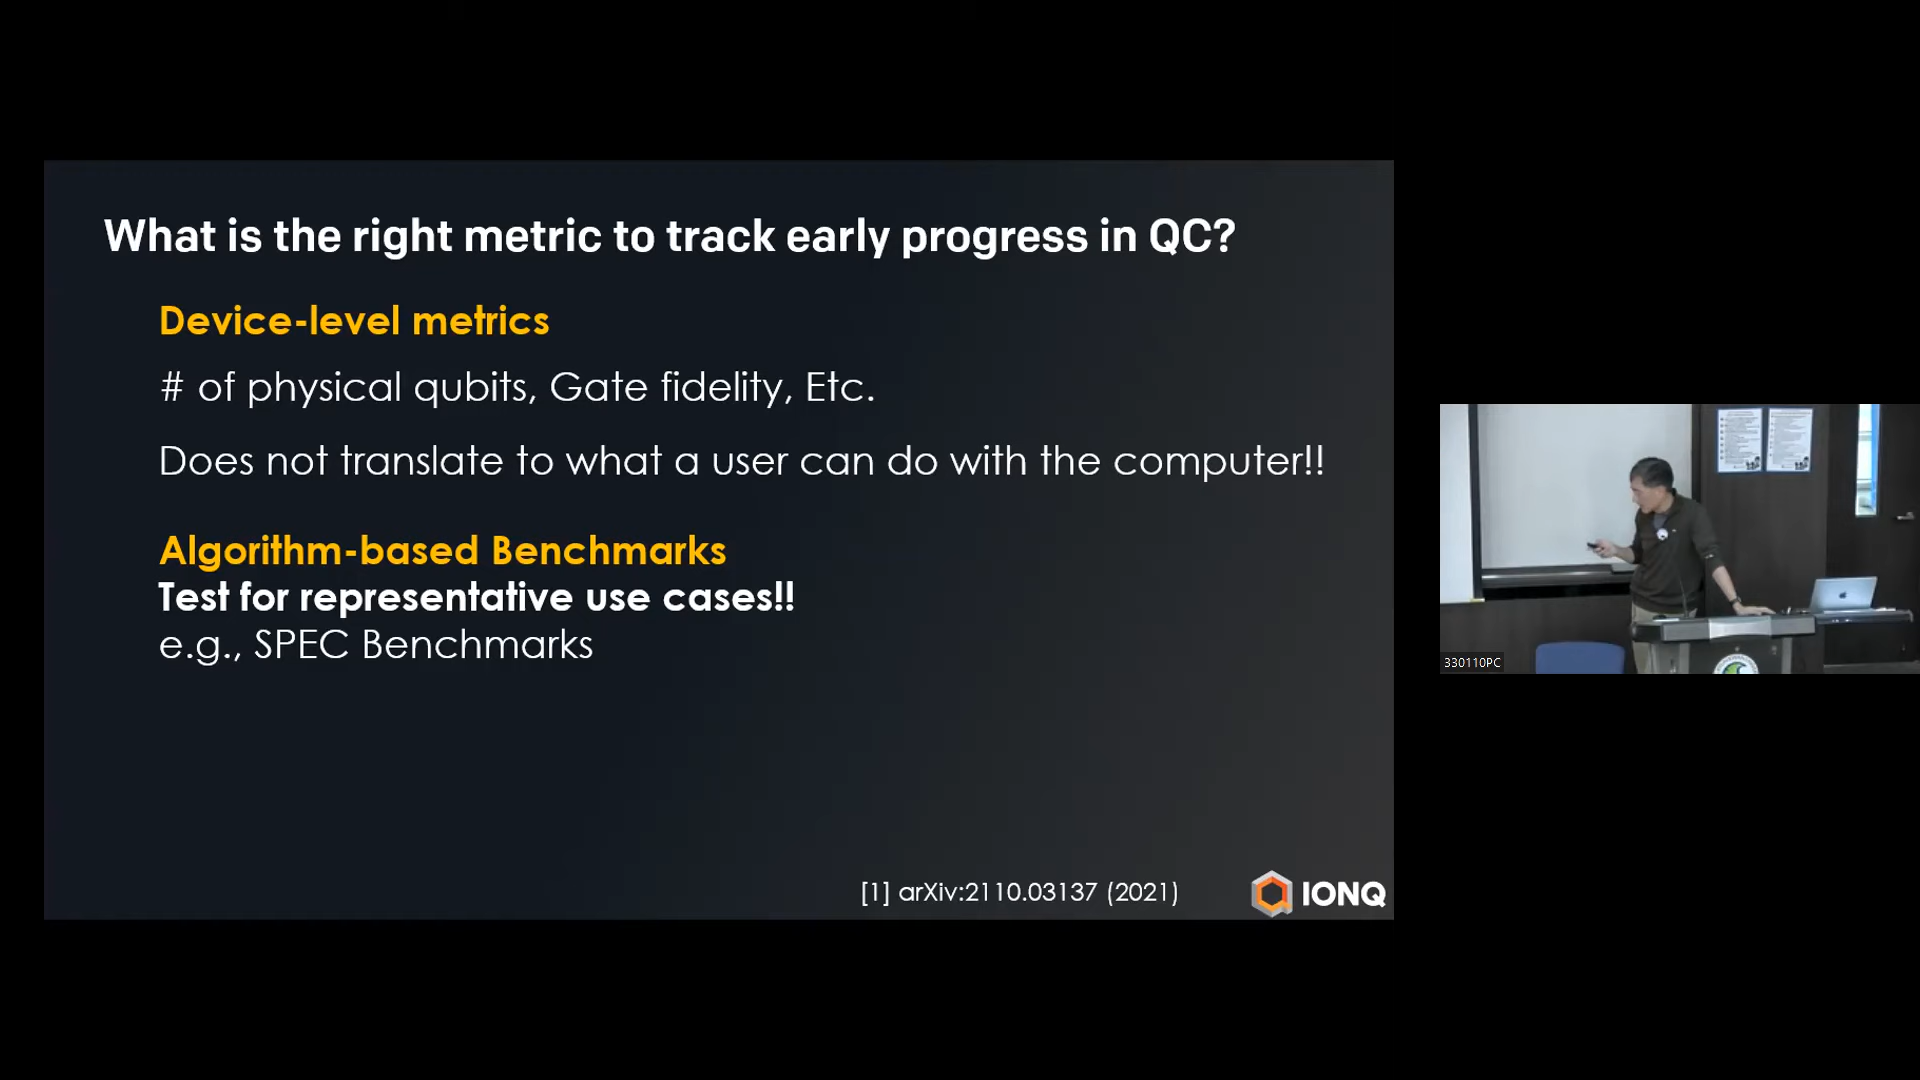 What is the right metric to track early progress in QC?
Device-level metrics
# of physical qubits, Gate fidelity, Etc.
Does not translate to what a user can do with the computer!!
Algorithm-based Benchmarks
Test for representative use cases!!
e.g., SPEC Benchmarks
[1] arXiv:2110.03137 (2021)
IONQ
330110PC